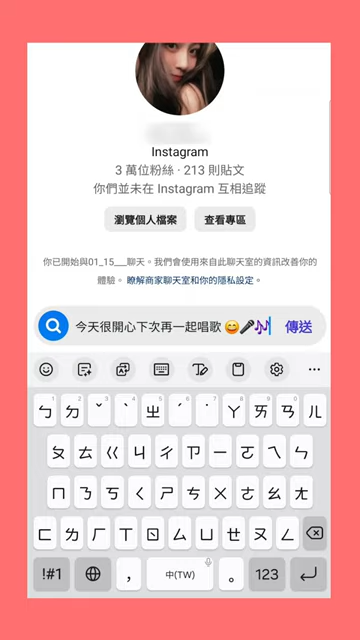 Instagram
3 萬位粉絲 · 213 則貼文
你們並未在 Instagram 互相追蹤
瀏覽個人檔案 查看專區
你已開始與01_15___聊天。我們會使用來自此聊天室的資訊改善你的
體驗。 瞭解商家聊天室和你的隱私設定。
今天很開心下次再一起唱歌 😄🎤🎶 傳送
ㄅ ㄉ ˇ ˋ ㄓ ˊ ˙ ㄚ ㄞ ㄢ ㄦ
ㄆ ㄊ ㄍ ㄐ ㄔ ㄗ ㄧ ㄛ ㄟ ㄣ
ㄇ ㄋ ㄎ ㄑ ㄕ ㄘ ㄨ ㄜ ㄠ ㄤ
ㄈ ㄌ ㄏ ㄒ ㄖ ㄙ ㄩ ㄝ ㄡ ㄥ
!#1 , 中(TW) 。 123